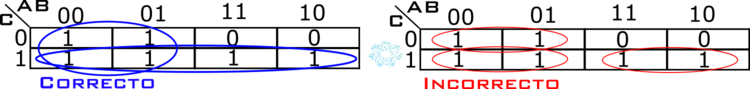 AB AB
C 00 01 11 10 C 00 01 11 10
0 1 1 0 0 0 1 1 0 0
1 1 1 1 1 1 1 1 1 1
Correcto Incorrecto